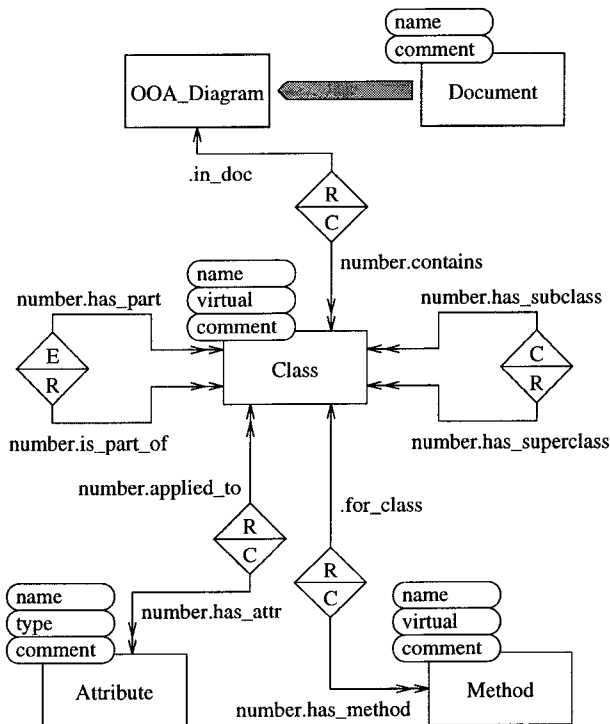 name
comment
OOA_Diagram
Document
.in_doc
R
C
number.contains
name
virtual
comment
number.has_part
number.has_subclass
E
R
Class
C
R
number.is_part_of
number.has_superclass
number.applied_to
.for_class
R
C
R
C
name
type
comment
number.has_attr
name
virtual
comment
Attribute
number.has_method
Method